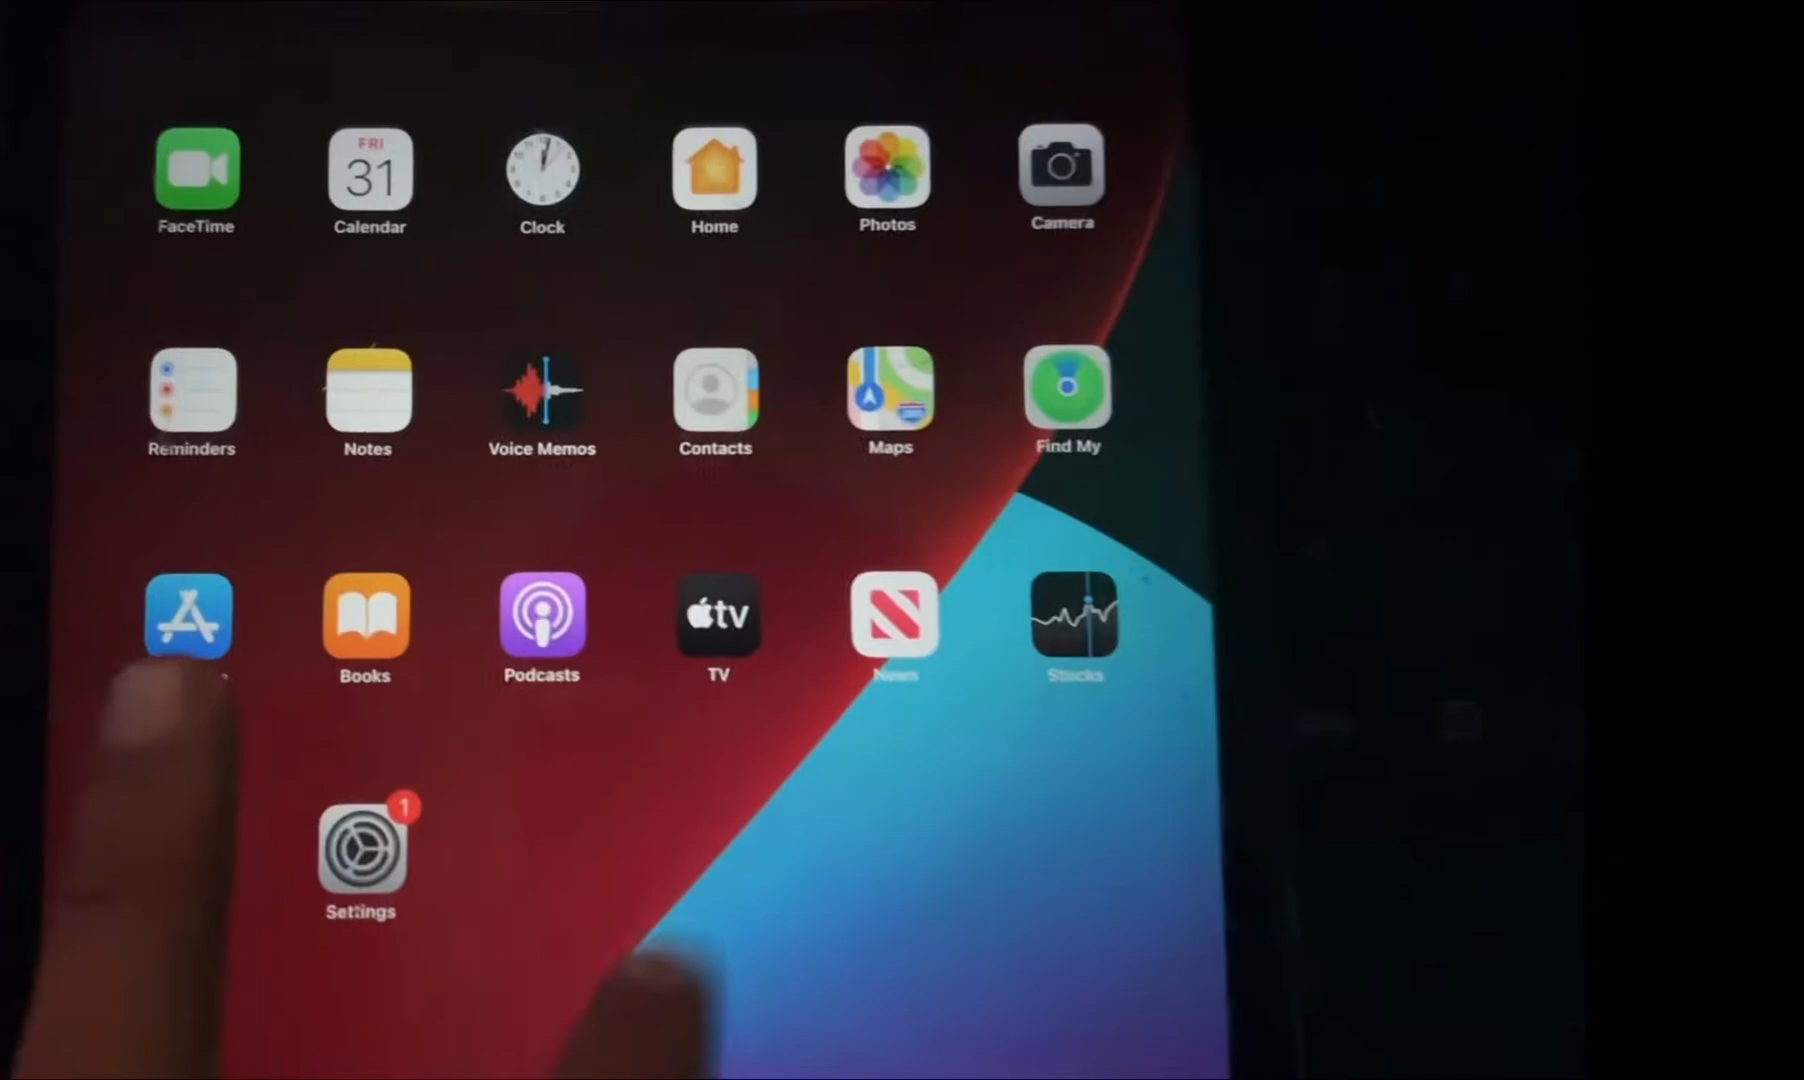 FRI
31
FaceTime
Calendar
Clock
Home
Photos
Camera
Reminders
Notes
Voice Memos
Contacts
Maps
Find My
tv
Books
Podcasts
TV
News
Stocks
1
Settings